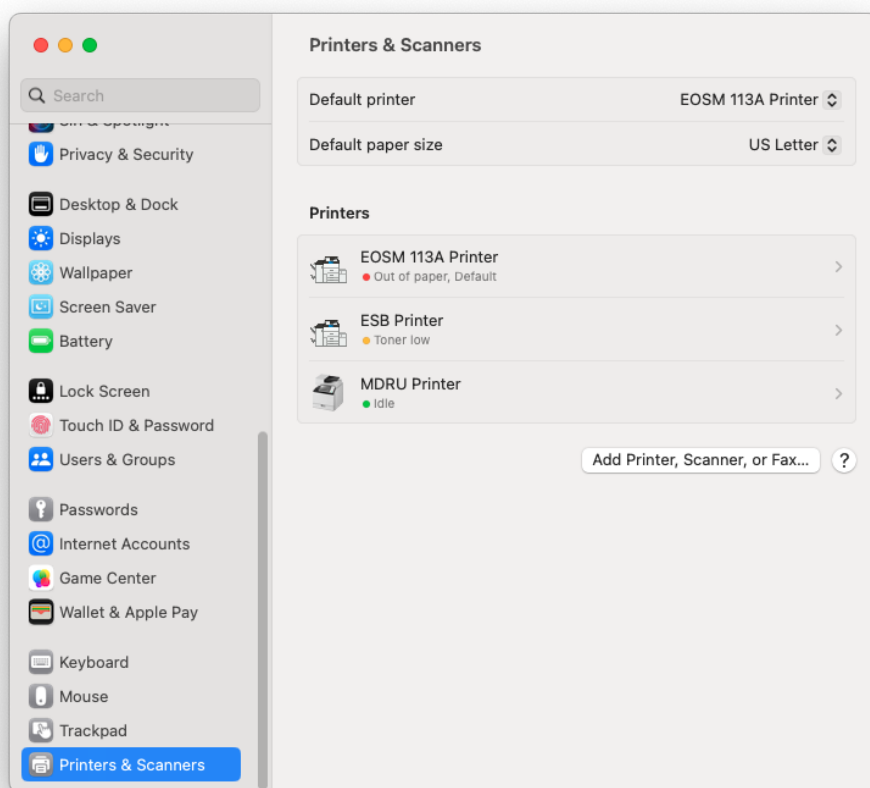 Search
Siri & Spotlight
Privacy & Security
Desktop & Dock
Displays
Wallpaper
Screen Saver
Battery
Lock Screen
Touch ID & Password
Users & Groups
Passwords
Internet Accounts
Game Center
Wallet & Apple Pay
Keyboard
Mouse
Trackpad
Printers & Scanners
Printers & Scanners
Default printer EOSM 113A Printer
Default paper size US Letter
Printers
EOSM 113A Printer
Out of paper, Default
ESB Printer
Toner low
MDRU Printer
Idle
Add Printer, Scanner, or Fax... ?